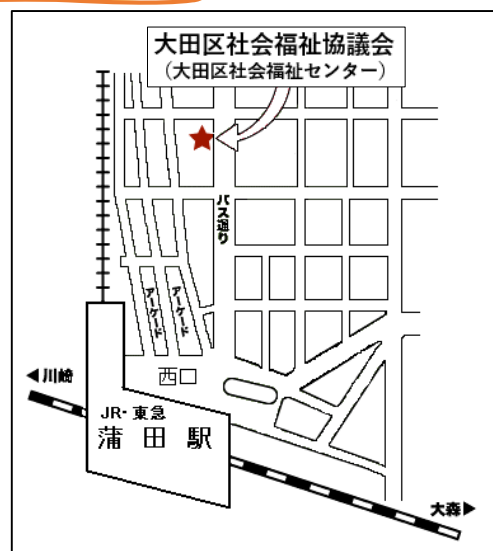 大田区社会福祉協議会
(大田区社会福祉センター)
バス通り
アーケード
アーケード
西口
◀川崎
JR・東急
蒲田駅
大森▶